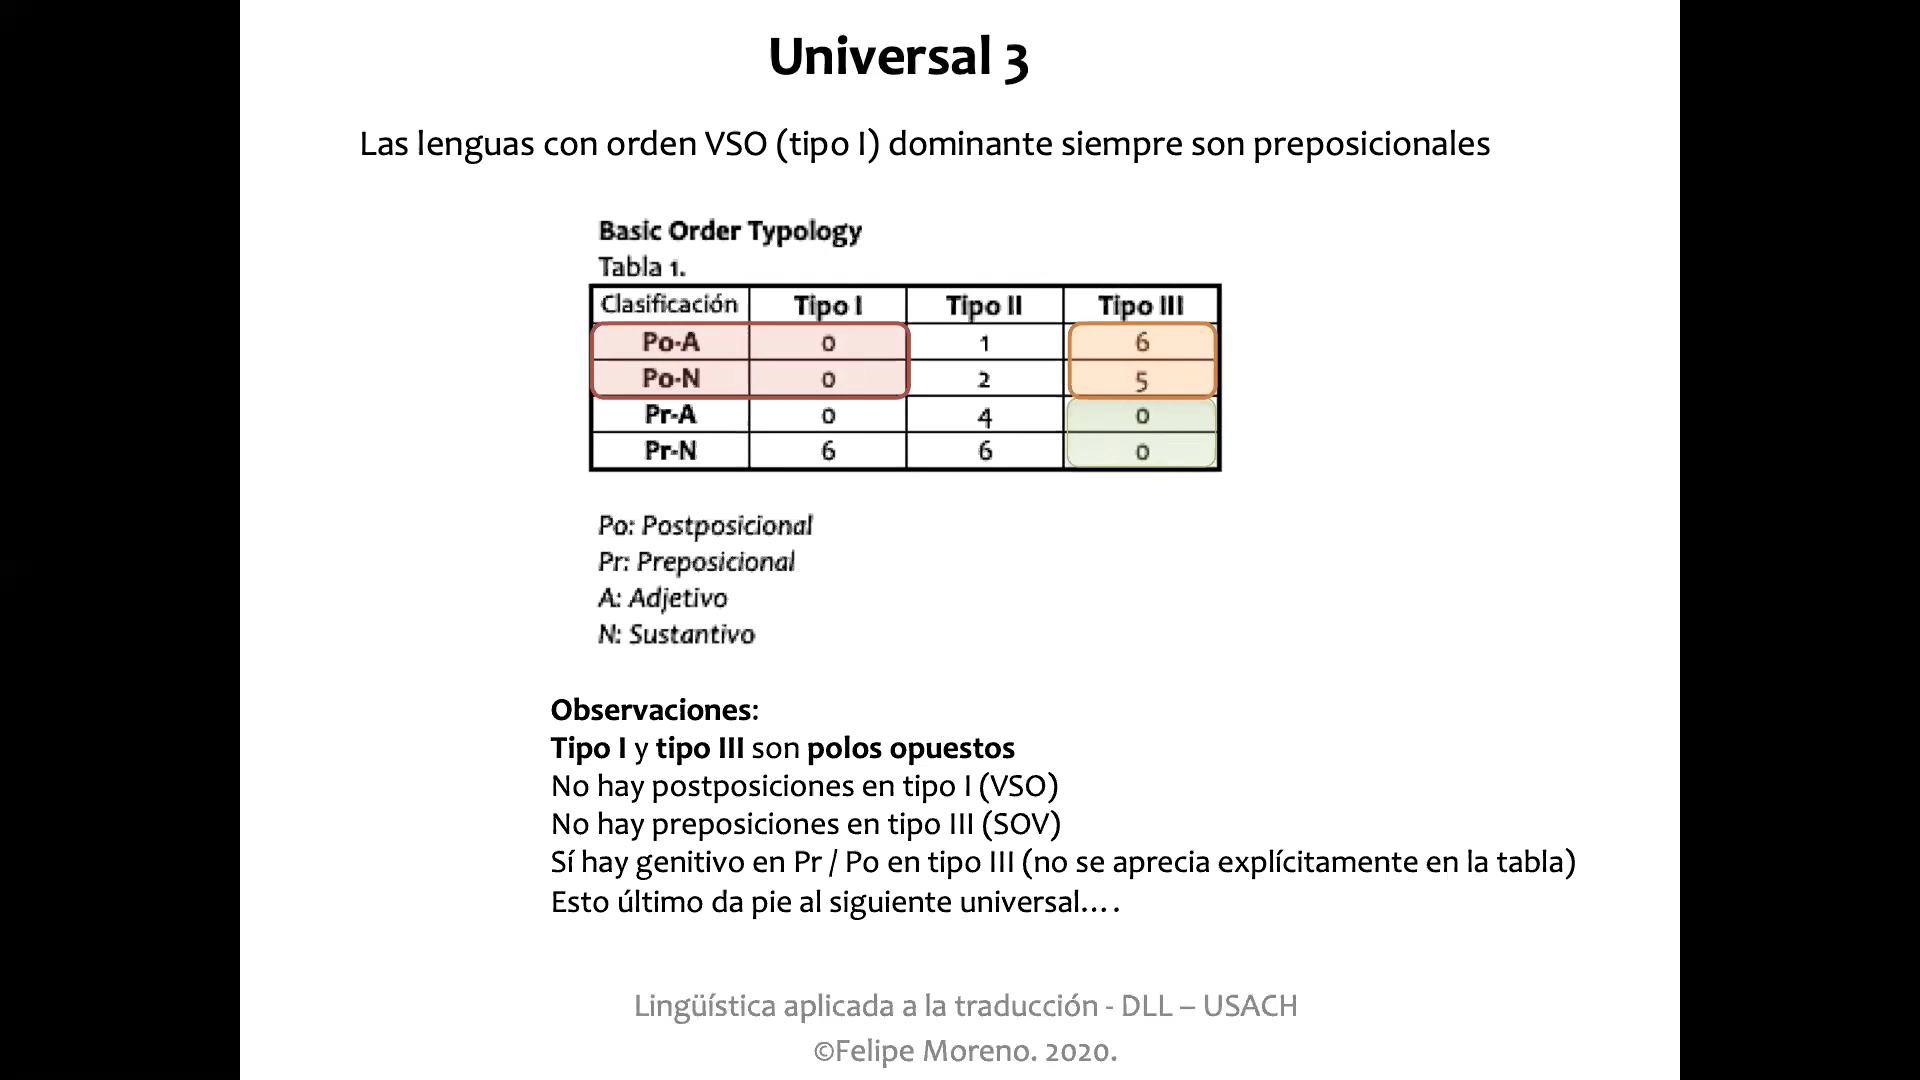 Universal 3
Las lenguas con orden VSO (tipo I) dominante siempre son preposicionales
Basic Order Typology
Tabla 1.
Clasificación Tipo I Tipo II Tipo III
Po-A 0 1 6
Po-N 0 2 5
Pr-A 0 4 0
Pr-N 6 6 0
Po: Postposicional
Pr: Preposicional
A: Adjetivo
N: Sustantivo
Observaciones:
Tipo I y tipo III son polos opuestos
No hay postposiciones en tipo I (VSO)
No hay preposiciones en tipo III (SOV)
Sí hay genitivo en Pr / Po en tipo III (no se aprecia explícitamente en la tabla)
Esto último da pie al siguiente universal….
Lingüística aplicada a la traducción - DLL – USACH
©Felipe Moreno. 2020.